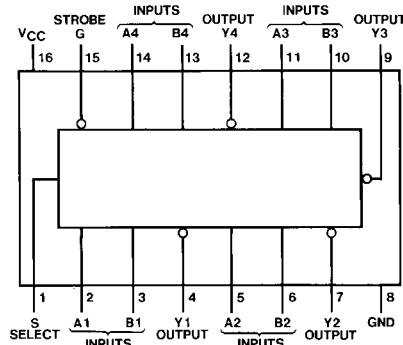 STROBE INPUTS OUTPUT INPUTS OUTPUT
VCC G A4 B4 Y4 A3 B3 Y3
16 15 14 13 12 11 10 9
1 2 3 4 5 6 7 8
S A1 B1 Y1 A2 B2 Y2 GND
SELECT INPUTS OUTPUT INPUTS OUTPUT